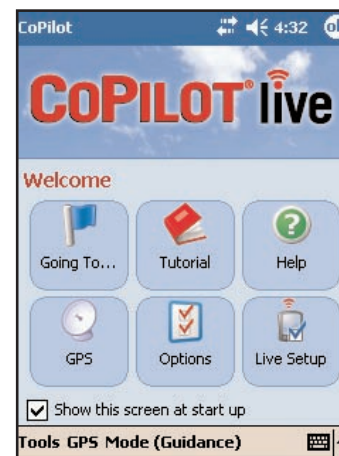 CoPilot 4:32 ok
COPILOT® live
Welcome
Going To... Tutorial Help
GPS Options Live Setup
Show this screen at start up
Tools GPS Mode (Guidance)